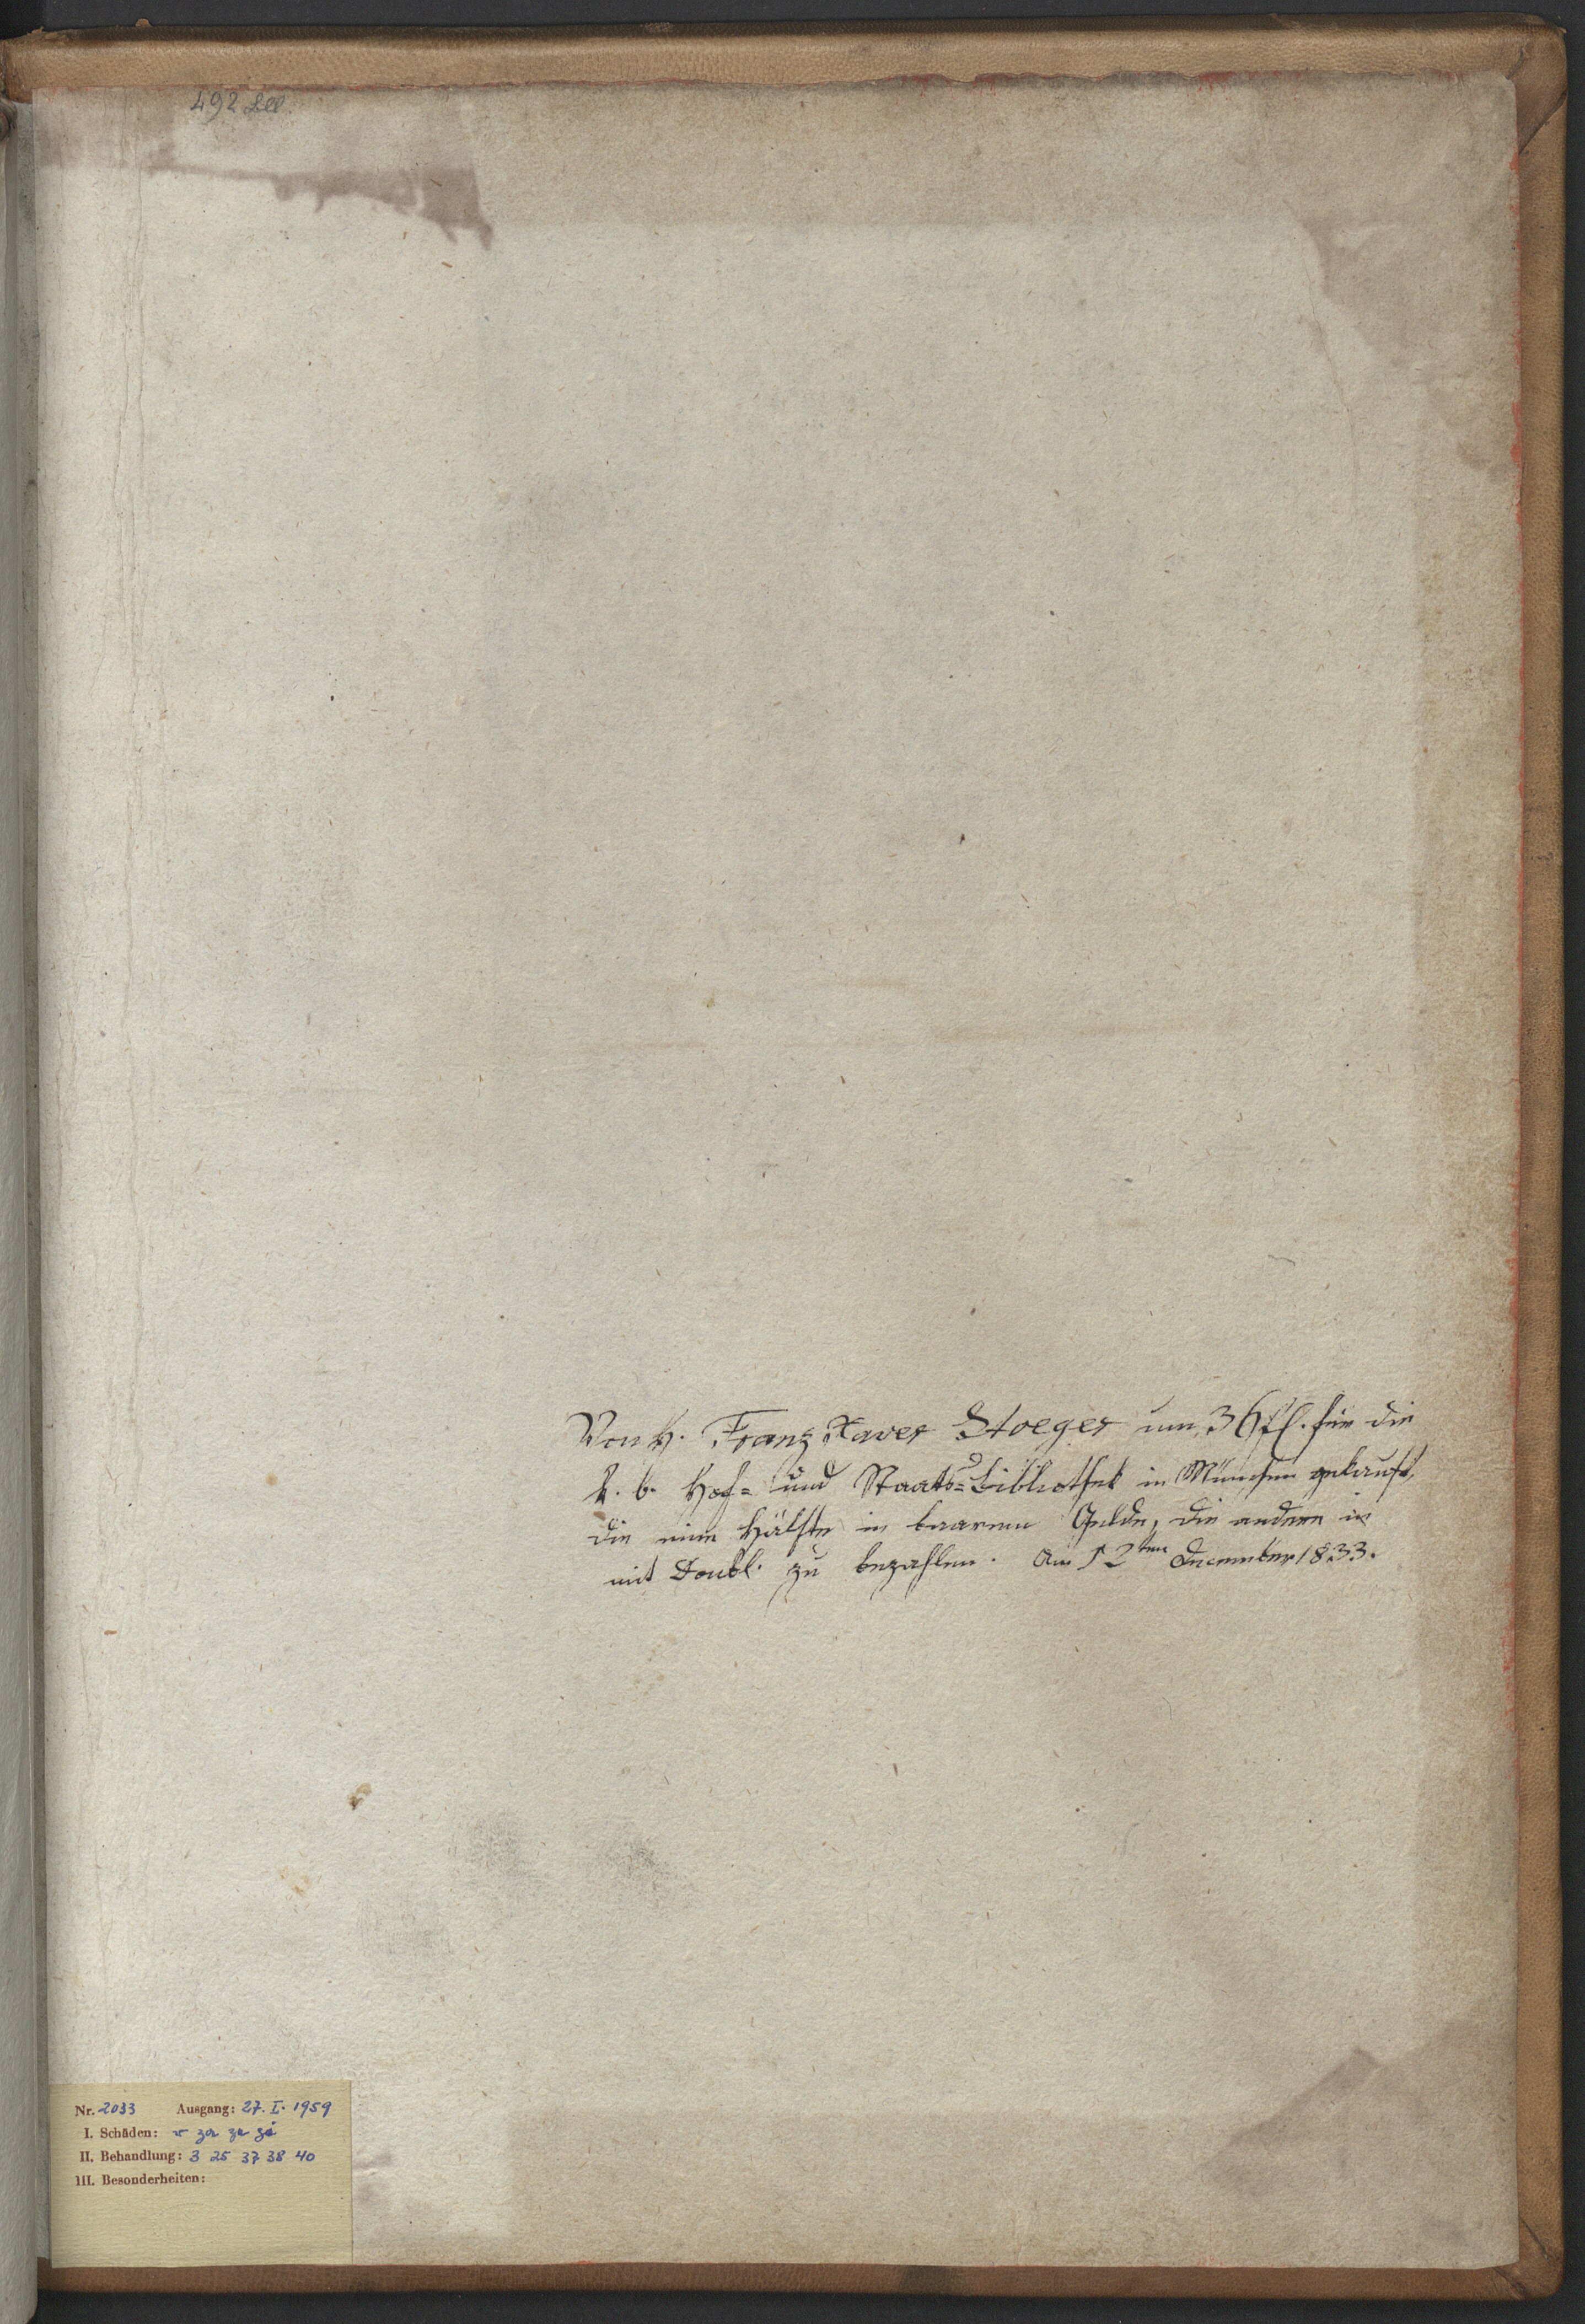 492
Von H. Franz Xaver Stoeger um 36 fl. für die
k. b. Hof= und Staats=Bibliothek in München gekauft,
die eine Hälfte in baarem Gelde, die andere in
mit Doubl. zu bezahlen. Am 12ten December 1833.
Nr. 2033 Ausgang: 27. I. 1959
I. Schäden:
II. Behandlung: 3 25 37 38 40
III. Besonderheiten: